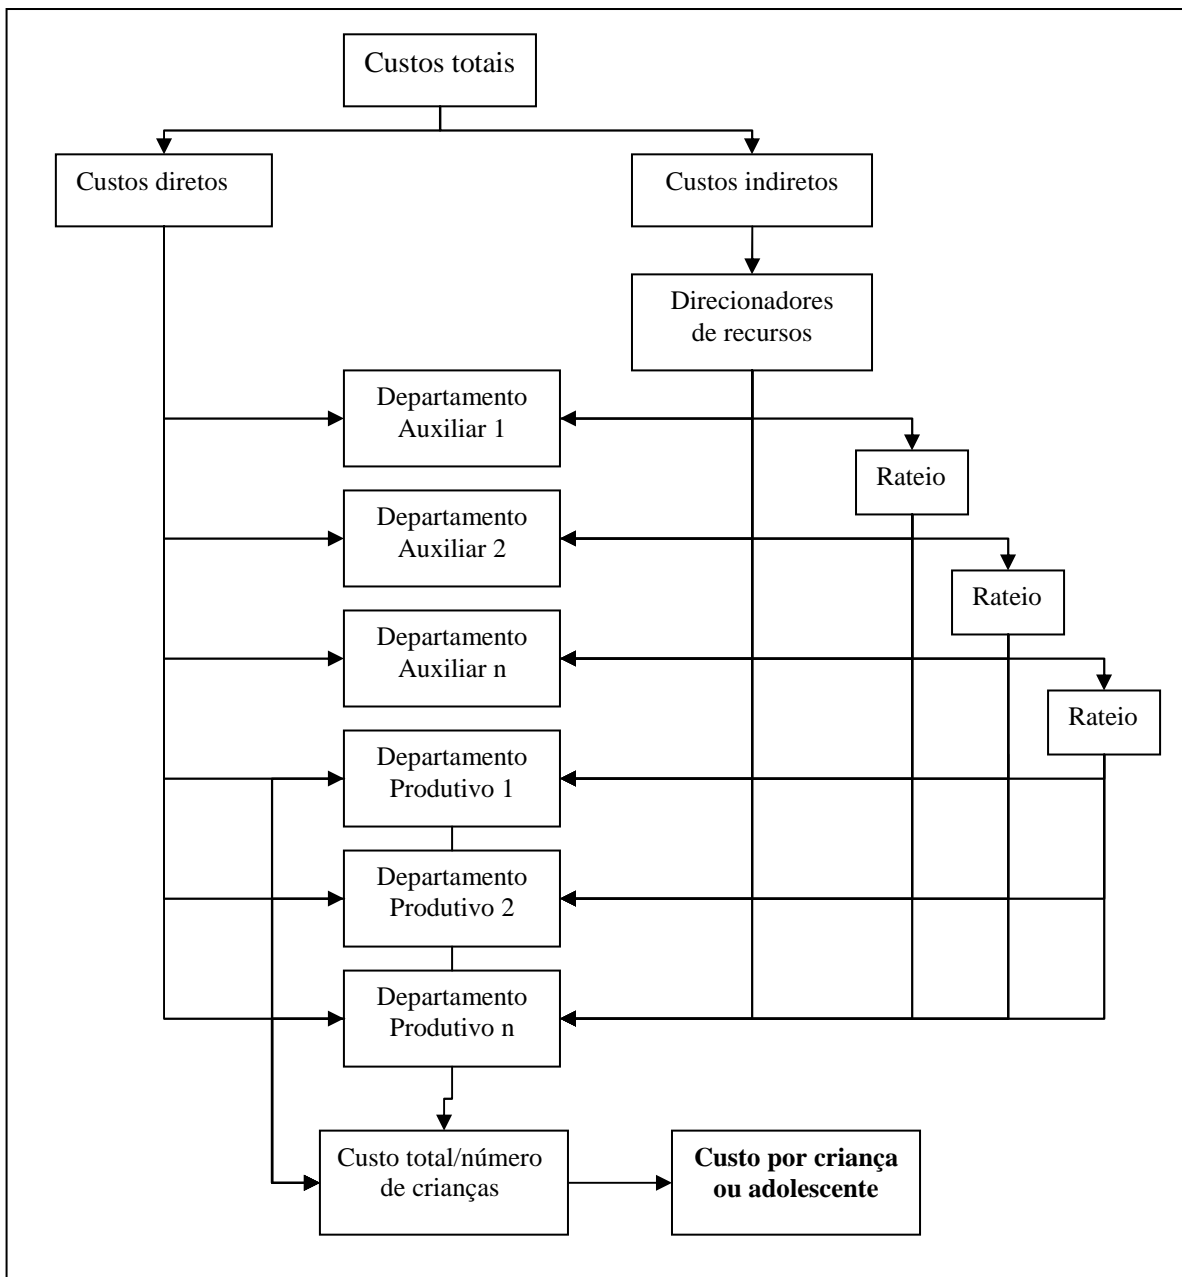 Custos totais
Custos diretos
Custos indiretos
Direcionadores
de recursos
Departamento
Auxiliar 1
Rateio
Departamento
Auxiliar 2
Rateio
Departamento
Auxiliar n
Rateio
Departamento
Produtivo 1
Departamento
Produtivo 2
Departamento
Produtivo n
Custo total/número
de crianças
Custo por criança
ou adolescente